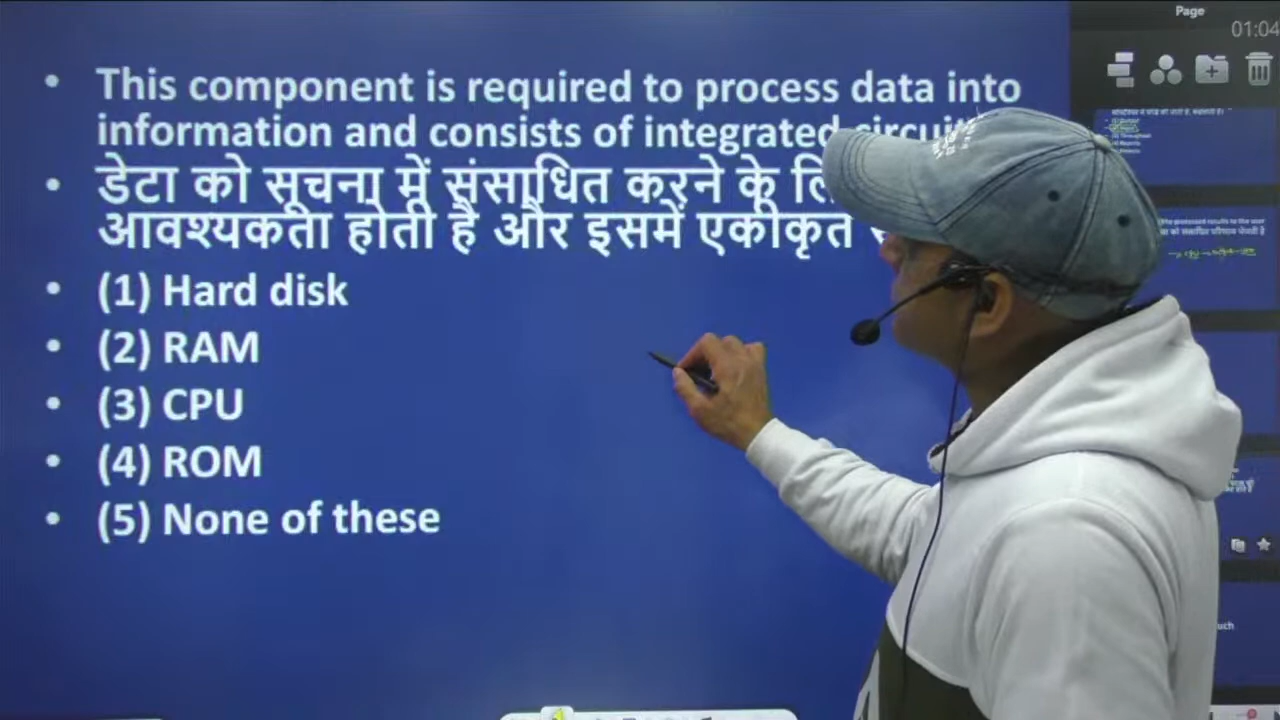 Page
01:04
This component is required to process data into
information and consists of integrated
डेटा को सूचना में संसाधित करने के
आवश्यकता होती है और इसमें एकीकृत
(1) Hard disk
(2) RAM
(3) CPU
(4) ROM
(5) None of these